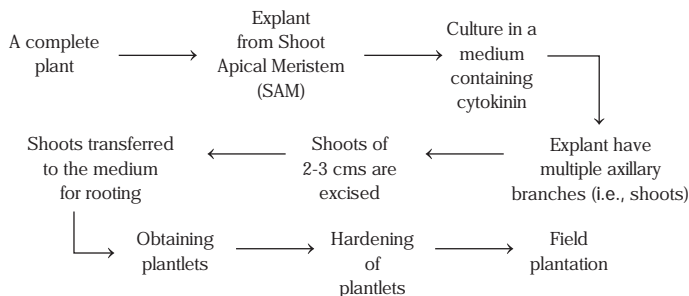 A complete
plant
Explant
from Shoot
Apical Meristem
(SAM)
Culture in a
medium
containing
cytokinin
Explant have
multiple axillary
branches (i.e., shoots)
Shoots of
2-3 cms are
excised
Shoots transferred
to the medium
for rooting
Obtaining
plantlets
Hardening
of
plantlets
Field
plantation